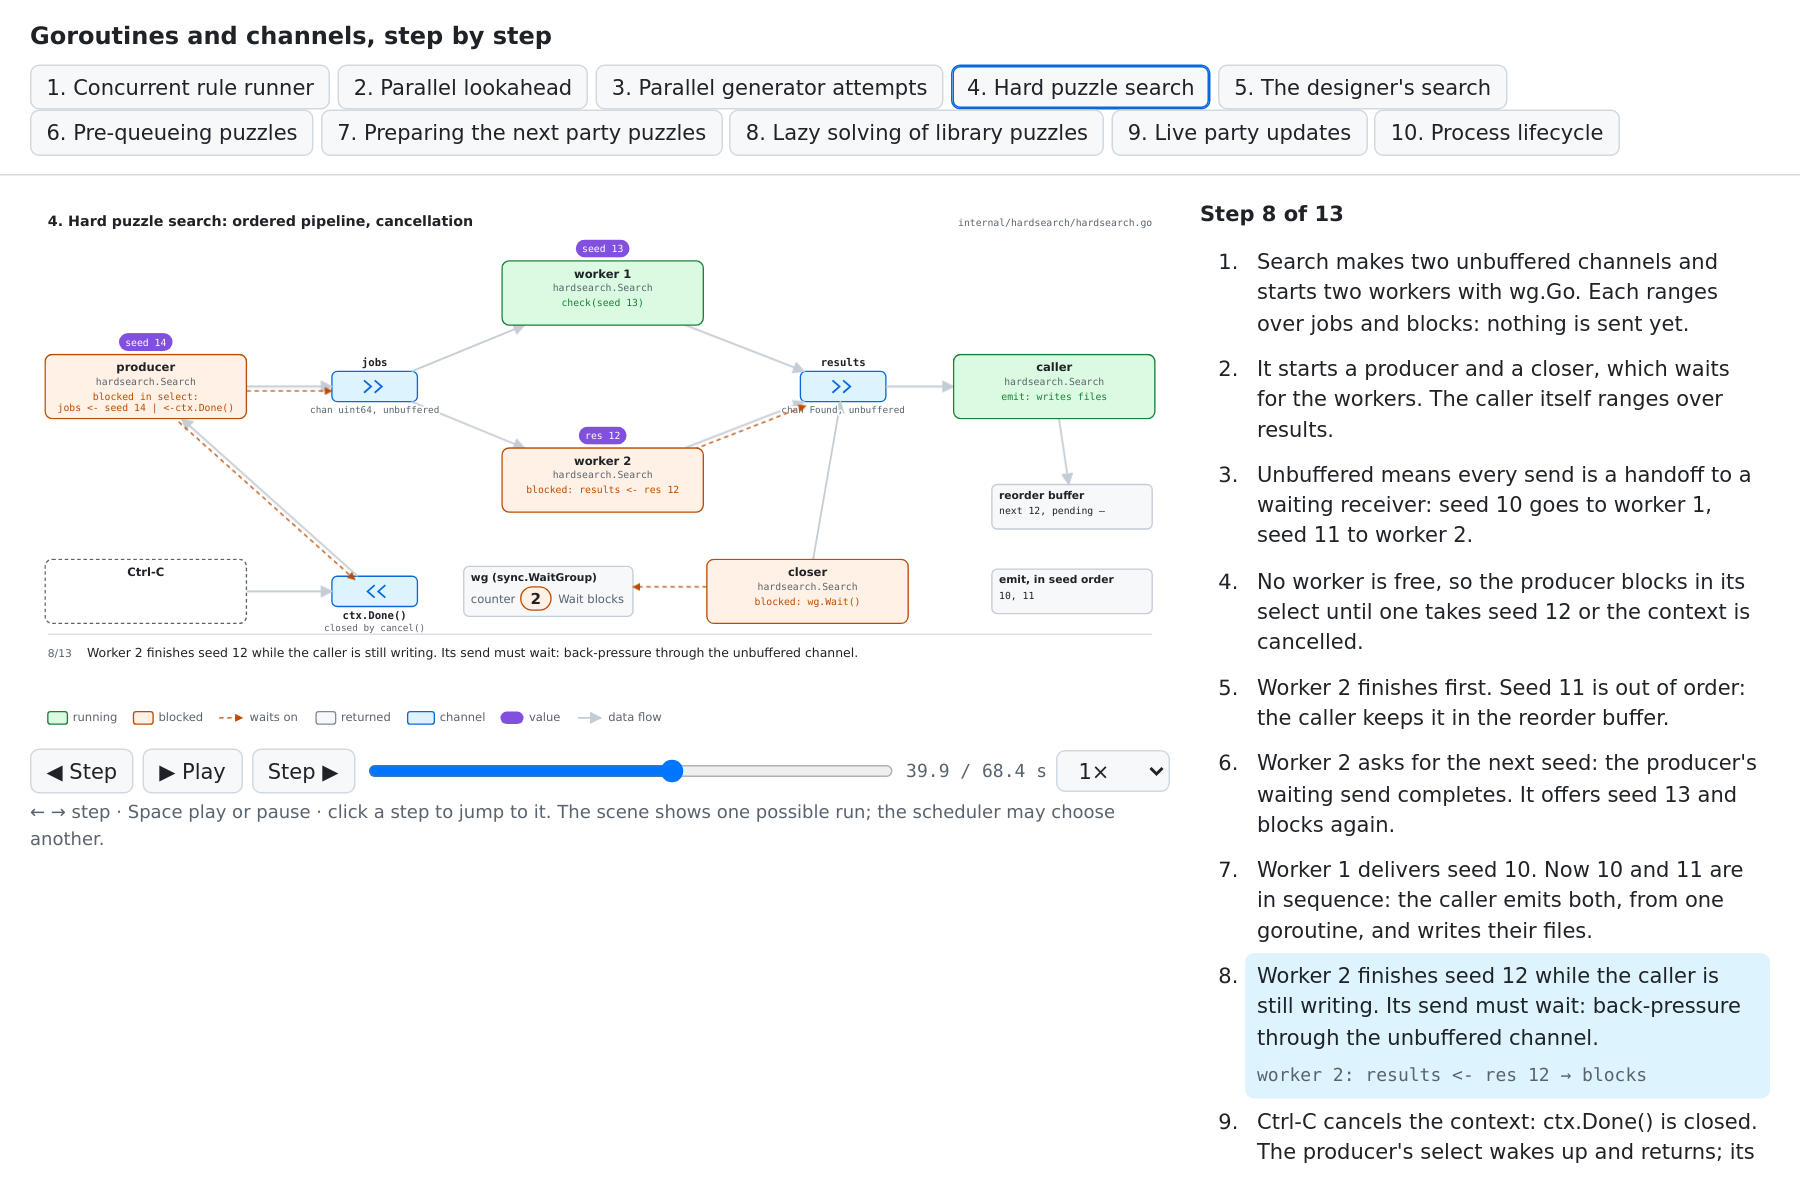 Goroutines and channels, step by step
1. Concurrent rule runner
2. Parallel lookahead
3. Parallel generator attempts
4. Hard puzzle search
5. The designer's search
6. Pre-queueing puzzles
7. Preparing the next party puzzles
8. Lazy solving of library puzzles
9. Live party updates
10. Process lifecycle
4. Hard puzzle search: ordered pipeline, cancellation
internal/hardsearch/hardsearch.go
seed 13
worker 1
hardsearch.Search
check(seed 13)
seed 14
producer
hardsearch.Search
blocked in select:
jobs <- seed 14 | <-ctx.Done()
jobs
chan uint64, unbuffered
results
chan Found, unbuffered
caller
hardsearch.Search
emit: writes files
res 12
worker 2
hardsearch.Search
blocked: results <- res 12
reorder buffer
next 12, pending —
Ctrl-C
ctx.Done()
closed by cancel()
wg (sync.WaitGroup)
counter 2 Wait blocks
closer
hardsearch.Search
blocked: wg.Wait()
emit, in seed order
10, 11
8/13 Worker 2 finishes seed 12 while the caller is still writing. Its send must wait: back-pressure through the unbuffered channel.
running blocked waits on returned channel value data flow
◀ Step
▶ Play
Step ▶
39.9 / 68.4 s
1×
← → step · Space play or pause · click a step to jump to it. The scene shows one possible run; the scheduler may choose
another.
Step 8 of 13
1. Search makes two unbuffered channels and
starts two workers with wg.Go. Each ranges
over jobs and blocks: nothing is sent yet.
2. It starts a producer and a closer, which waits
for the workers. The caller itself ranges over
results.
3. Unbuffered means every send is a handoff to a
waiting receiver: seed 10 goes to worker 1,
seed 11 to worker 2.
4. No worker is free, so the producer blocks in its
select until one takes seed 12 or the context is
cancelled.
5. Worker 2 finishes first. Seed 11 is out of order:
the caller keeps it in the reorder buffer.
6. Worker 2 asks for the next seed: the producer's
waiting send completes. It offers seed 13 and
blocks again.
7. Worker 1 delivers seed 10. Now 10 and 11 are
in sequence: the caller emits both, from one
goroutine, and writes their files.
8. Worker 2 finishes seed 12 while the caller is
still writing. Its send must wait: back-pressure
through the unbuffered channel.
worker 2: results <- res 12 → blocks
9. Ctrl-C cancels the context: ctx.Done() is closed.
The producer's select wakes up and returns; its